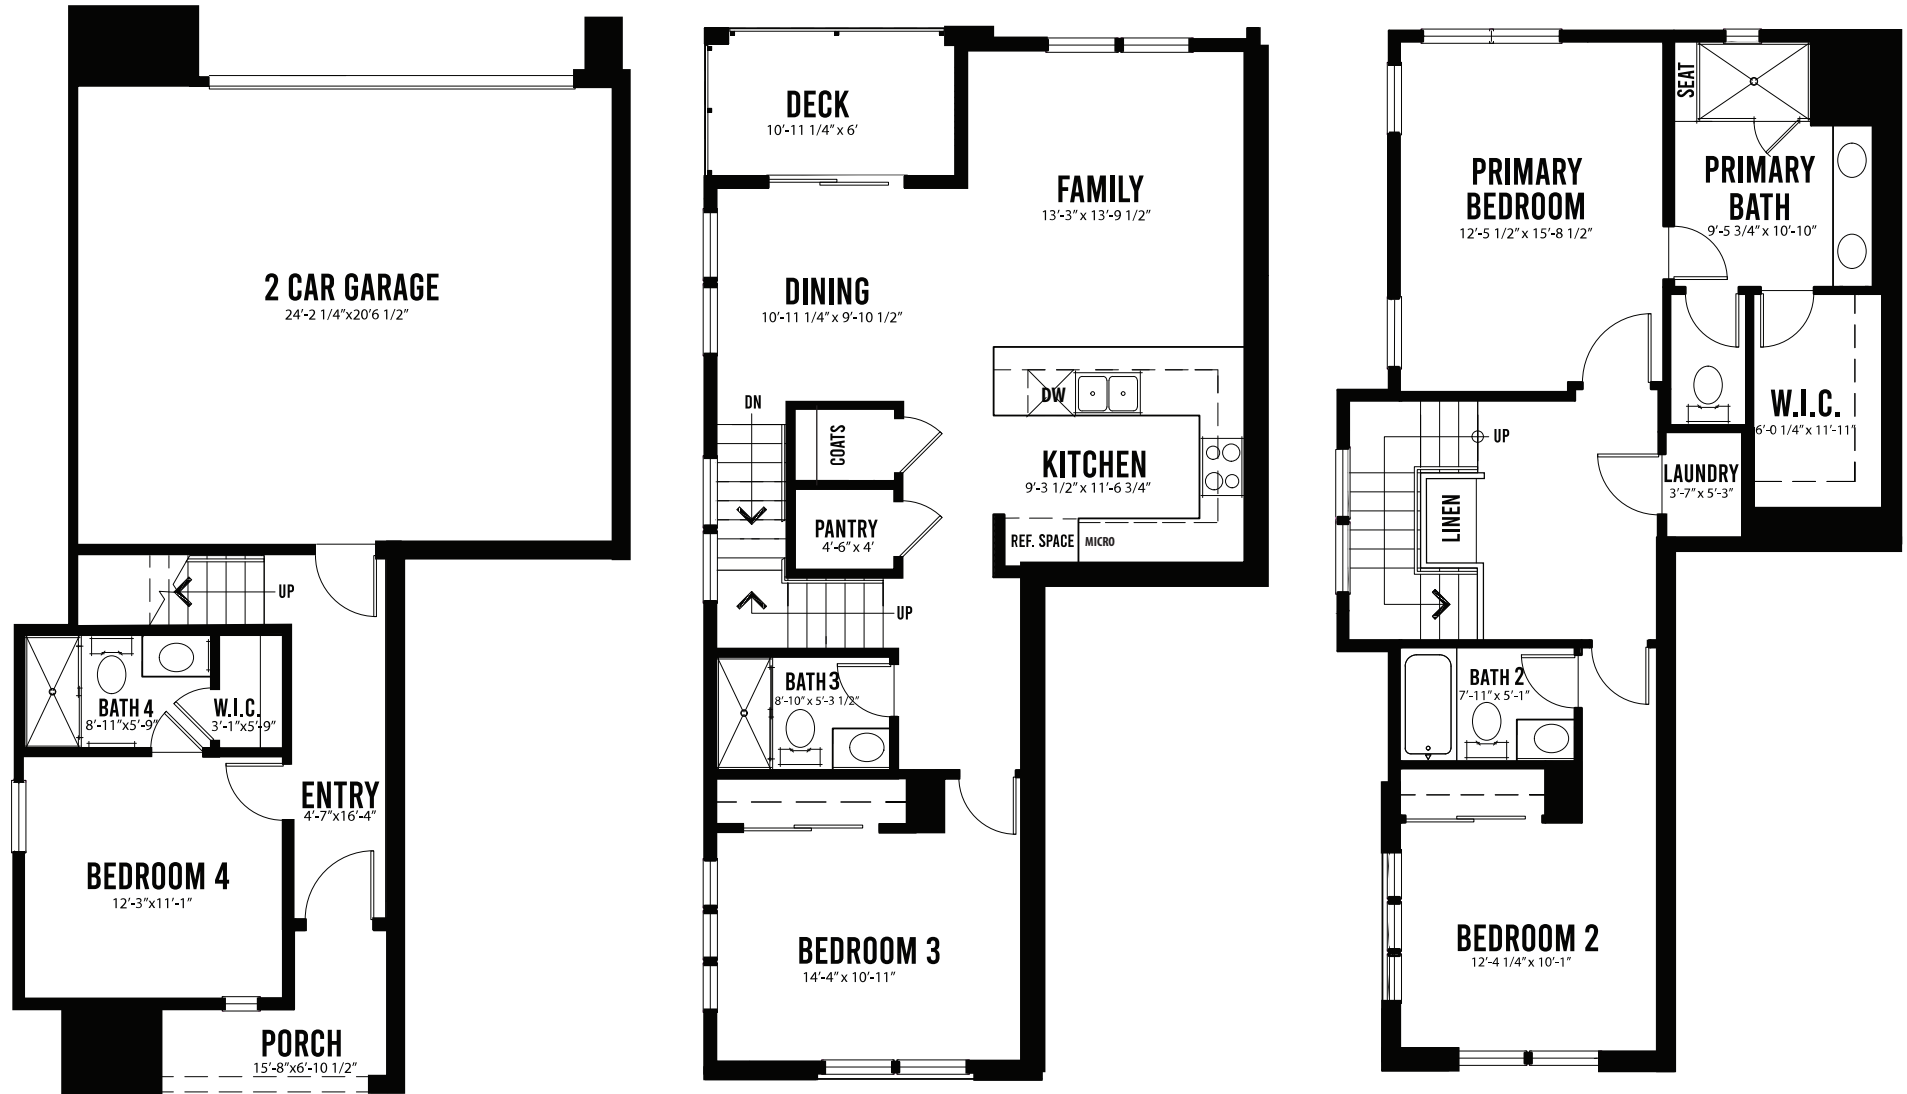 2 CAR GARAGE
24'-2 1/4"x20'6 1/2"
UP
BATH 4
8'-11"x5'-9"
W.I.C.
3'-1"x5'-9"
ENTRY
4'-7"x16'-4"
BEDROOM 4
12'-3"x11'-1"
PORCH
15'-8"x6'-10 1/2"
DECK
10'-11 1/4" x 6'
FAMILY
13'-3" x 13'-9 1/2"
DINING
10'-11 1/4" x 9'-10 1/2"
DN
COATS
DW
KITCHEN
9'-3 1/2" x 11'-6 3/4"
PANTRY
4'-6" x 4'
REF. SPACE
MICRO
UP
BATH 3
8'-10" x 5'-3 1/2"
BEDROOM 3
14'-4" x 10'-11"
SEAT
PRIMARY
BEDROOM
12'-5 1/2" x 15'-8 1/2"
PRIMARY
BATH
9'-5 3/4" x 10'-10"
W.I.C.
6'-0 1/4" x 11'-11"
UP
LAUNDRY
3'-7" x 5'-3"
LINEN
BATH 2
7'-11" x 5'-1"
BEDROOM 2
12'-4 1/4" x 10'-1"